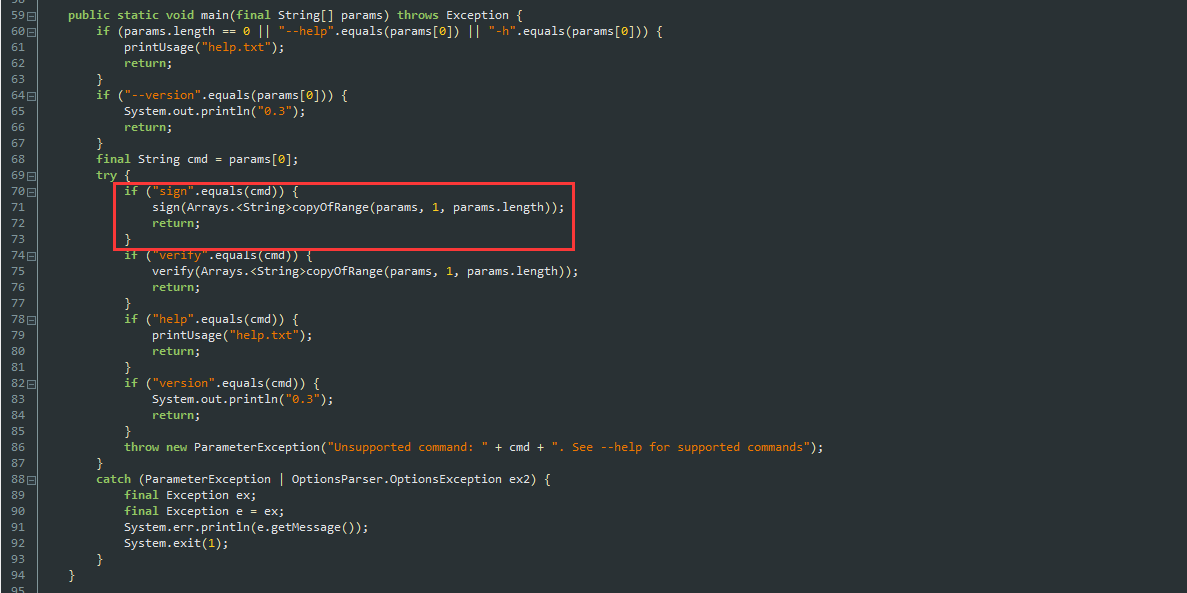 59 public static void main(final String[] params) throws Exception {
60 if (params.length == 0 || "--help".equals(params[0]) || "-h".equals(params[0])) {
61 printUsage("help.txt");
62 return;
63 }
64 if ("--version".equals(params[0])) {
65 System.out.println("0.3");
66 return;
67 }
68 final String cmd = params[0];
69 try {
70 if ("sign".equals(cmd)) {
71 sign(Arrays.<String>copyOfRange(params, 1, params.length));
72 return;
73 }
74 if ("verify".equals(cmd)) {
75 verify(Arrays.<String>copyOfRange(params, 1, params.length));
76 return;
77 }
78 if ("help".equals(cmd)) {
79 printUsage("help.txt");
80 return;
81 }
82 if ("version".equals(cmd)) {
83 System.out.println("0.3");
84 return;
85 }
86 throw new ParameterException("Unsupported command: " + cmd + ". See --help for supported commands");
87 }
88 catch (ParameterException | OptionsParser.OptionsException ex2) {
89 final Exception ex;
90 final Exception e = ex;
91 System.err.println(e.getMessage());
92 System.exit(1);
93 }
94 }
95